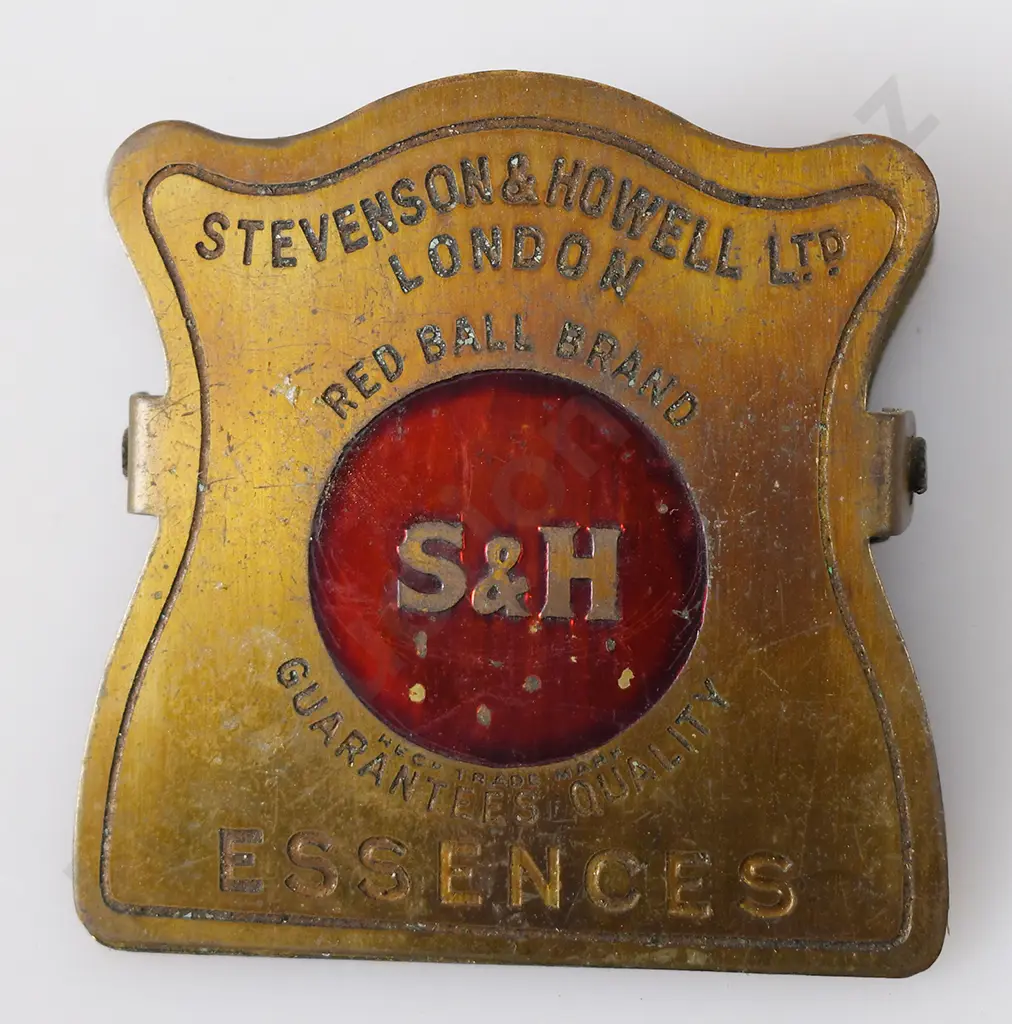 STEVENSON & HOWELL LTD.
LONDON
RED BALL BRAND
S&H
REGD TRADE MARK
GUARANTEES QUALITY
ESSENCES